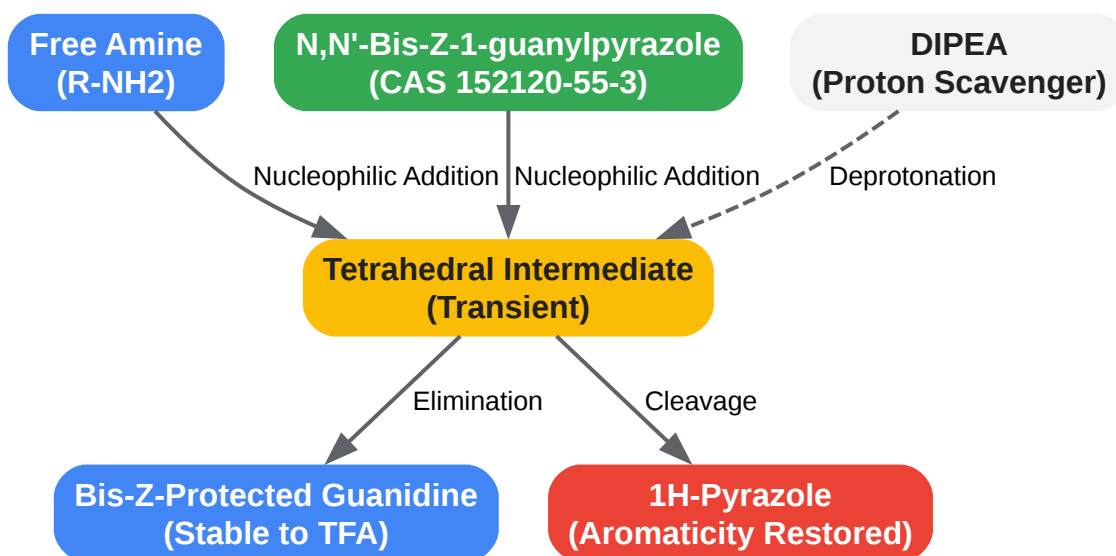 Free Amine
(R-NH2)
N,N'-Bis-Z-1-guanylpyrazole
(CAS 152120-55-3)
DIPEA
(Proton Scavenger)
Nucleophilic Addition
Nucleophilic Addition
Deprotonation
Tetrahedral Intermediate
(Transient)
Elimination
Cleavage
Bis-Z-Protected Guanidine
(Stable to TFA)
1H-Pyrazole
(Aromaticity Restored)